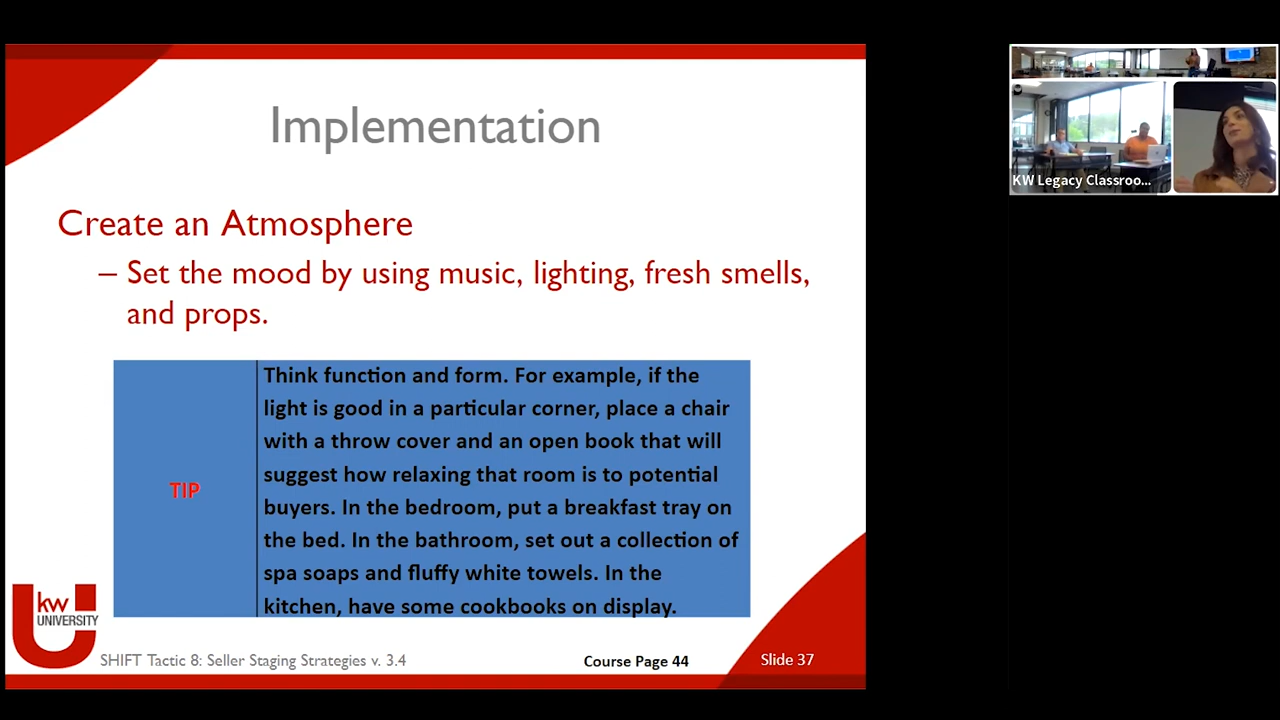 Implementation
Create an Atmosphere
– Set the mood by using music, lighting, fresh smells,
and props.
TIP
Think function and form. For example, if the
light is good in a particular corner, place a chair
with a throw cover and an open book that will
suggest how relaxing that room is to potential
buyers. In the bedroom, put a breakfast tray on
the bed. In the bathroom, set out a collection of
spa soaps and fluffy white towels. In the
kitchen, have some cookbooks on display.
kw
UNIVERSITY
SHIFT Tactic 8: Seller Staging Strategies v. 3.4
Course Page 44
Slide 37
KW Legacy Classroo...